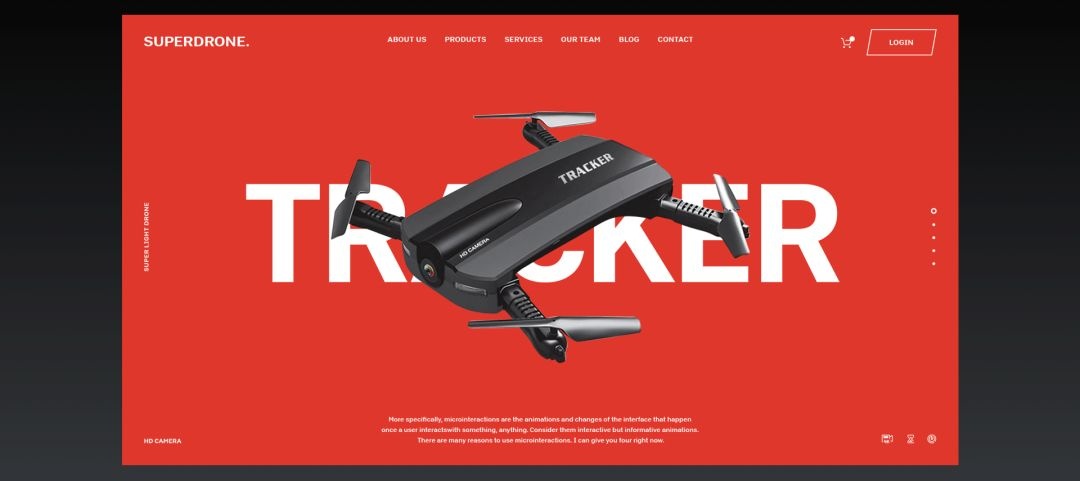 SUPERDRONE.
ABOUT US PRODUCTS SERVICES OUR TEAM BLOG CONTACT
LOGIN
TRACKER
TRACKER
HD CAMERA
SUPER LIGHT DRONE
More specifically, microinteractions are the animations and changes of the interface that happen
once a user interactswith something, anything. Consider them interactive but informative animations.
There are many reasons to use microinteractions. I can give you four right now.
HD CAMERA